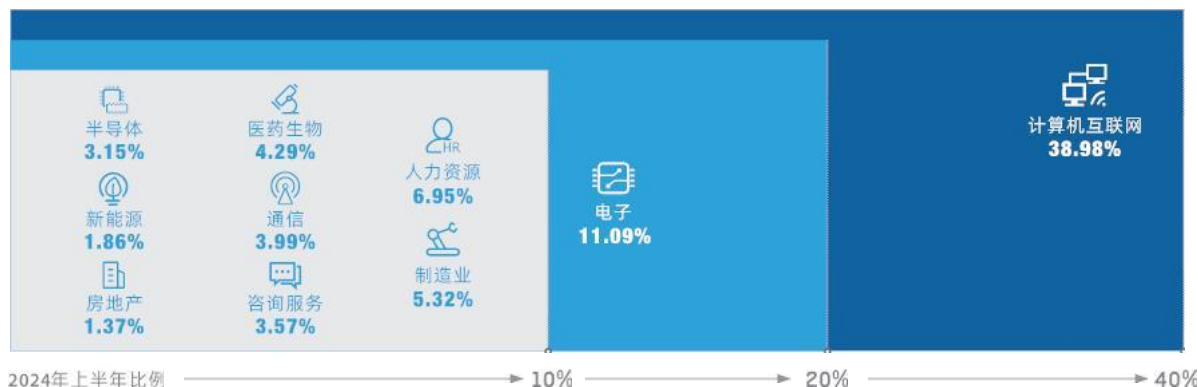 半导体
3.15%
新能源
1.86%
房地产
1.37%
医药生物
4.29%
通信
3.99%
咨询服务
3.57%
HR
人力资源
6.95%
制造业
5.32%
电子
11.09%
计算机互联网
38.98%
2024年上半年比例
10%
20%
40%